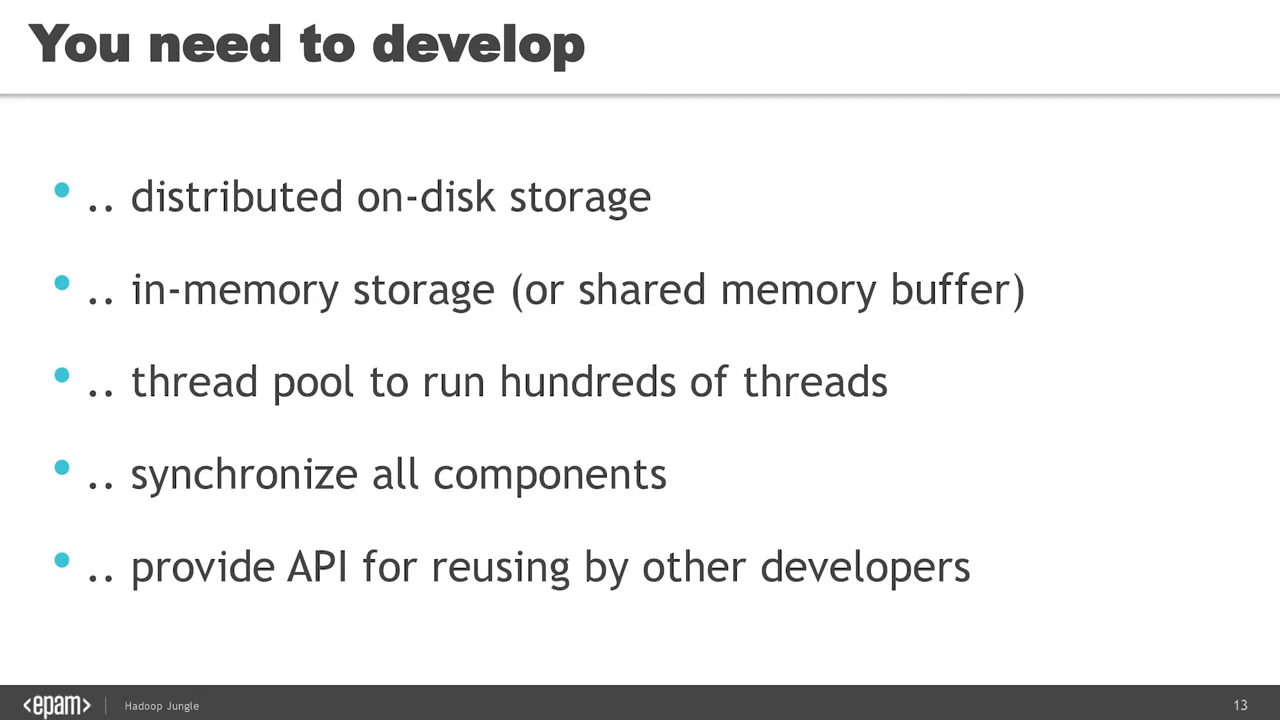 You need to develop
• .. distributed on-disk storage
• .. in-memory storage (or shared memory buffer)
• .. thread pool to run hundreds of threads
• .. synchronize all components
• .. provide API for reusing by other developers
<epam> | Hadoop Jungle 13